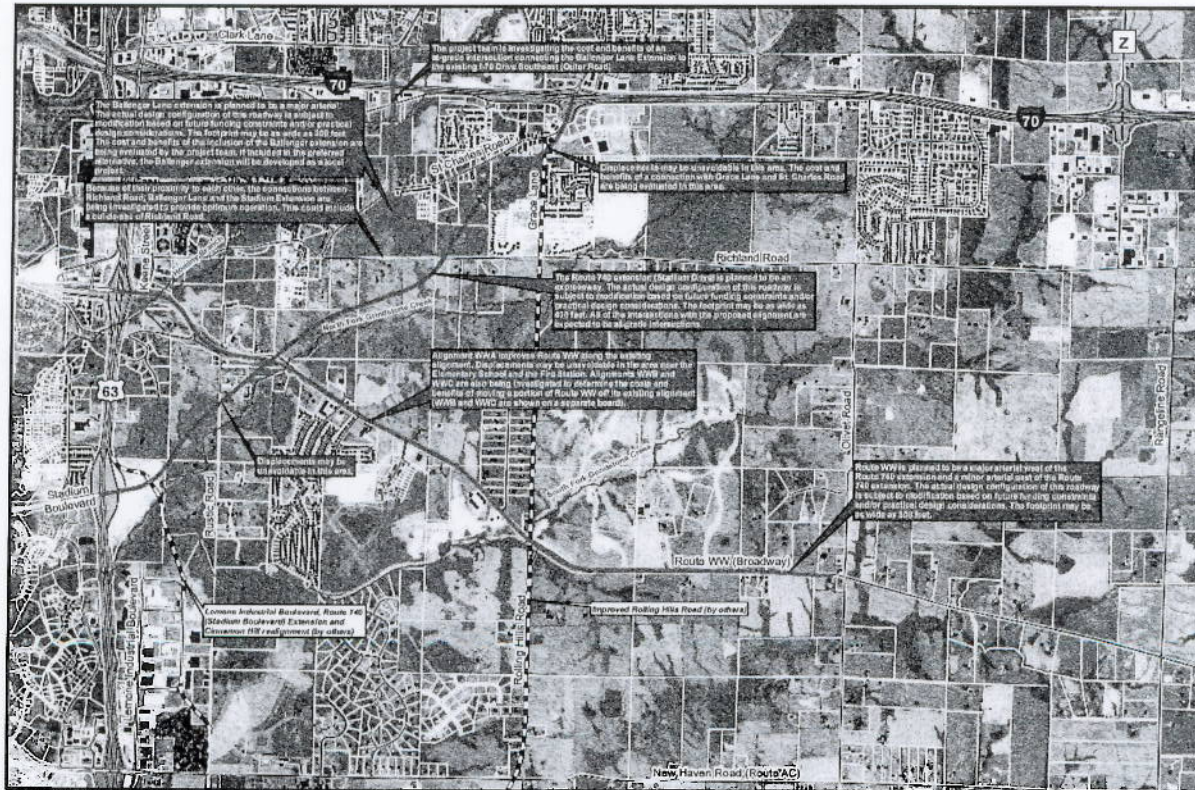 Clark Lane
The project team is investigating the cost and benefits of an
at-grade intersection connecting the Ballenger Lane Extension to
the existing I-70 Drive Southeast (Outer Road)
Z
70
70
The Ballenger Lane extension is planned to be a major arterial.
The actual design configuration of this roadway is subject to
modification based on future funding constraints and/or practical
design considerations. The footprint may be as wide as 300 feet.
The cost and benefits of the inclusion of the Ballenger extension are
being evaluated by the project team. If included in the preferred
alternative, the Ballenger extension will be developed as a local
project.
St. Charles Road
Displacements may be unavoidable in this area. The cost and
benefits of a connection with Grace Lane and St. Charles Road
are being evaluated in this area.
Because of their proximity to each other, the connections between
Richland Road, Ballenger Lane and the Stadium Extension are
being investigated to provide optimum operation. This could include
a cul-de-sac of Richland Road.
Grace Lane
Street
Richland Road
The Route 740 extension (Stadium Drive) is planned to be an
expressway. The actual design configuration of this roadway is
subject to modification based on future funding constraints and/or
practical design considerations. The footprint may be as wide as
feet. All of the intersections with the proposed alignment are
expected to be at-grade intersections.
North Fork Grindstone Creek
Alignment WWA improves Route WW along the existing
alignment. Displacements may be unavoidable in the area near the
Elementary School and the Fire Station. Alignments WWB and
WWC are also being investigated to determine the costs and
benefits of moving a portion of Route WW off its existing alignment
(WWB and WWC are shown on a separate board).
63
Olivet Road
Rangeline Road
Displacements may be
unavoidable in this area.
Fork Grindstone Creek
Route WW is planned to be a major arterial west of the
Route 740 extension and a minor arterial east of the Route
740 extension. The actual design configuration of this roadway
is subject to modification based on future funding constraints
and/or practical design considerations. The footprint may be
as wide as 300 feet.
Stadium
Boulevard
Road
Route WW (Broadway)
Lemone Industrial Boulevard, Route 740
(Stadium Boulevard) Extension and
Cinnamon Hill realignment (by others)
Improved Rolling Hills Road (by others)
Lemone Industrial Boulevard
Rolling Hills Road
New Haven Road (Route AC)